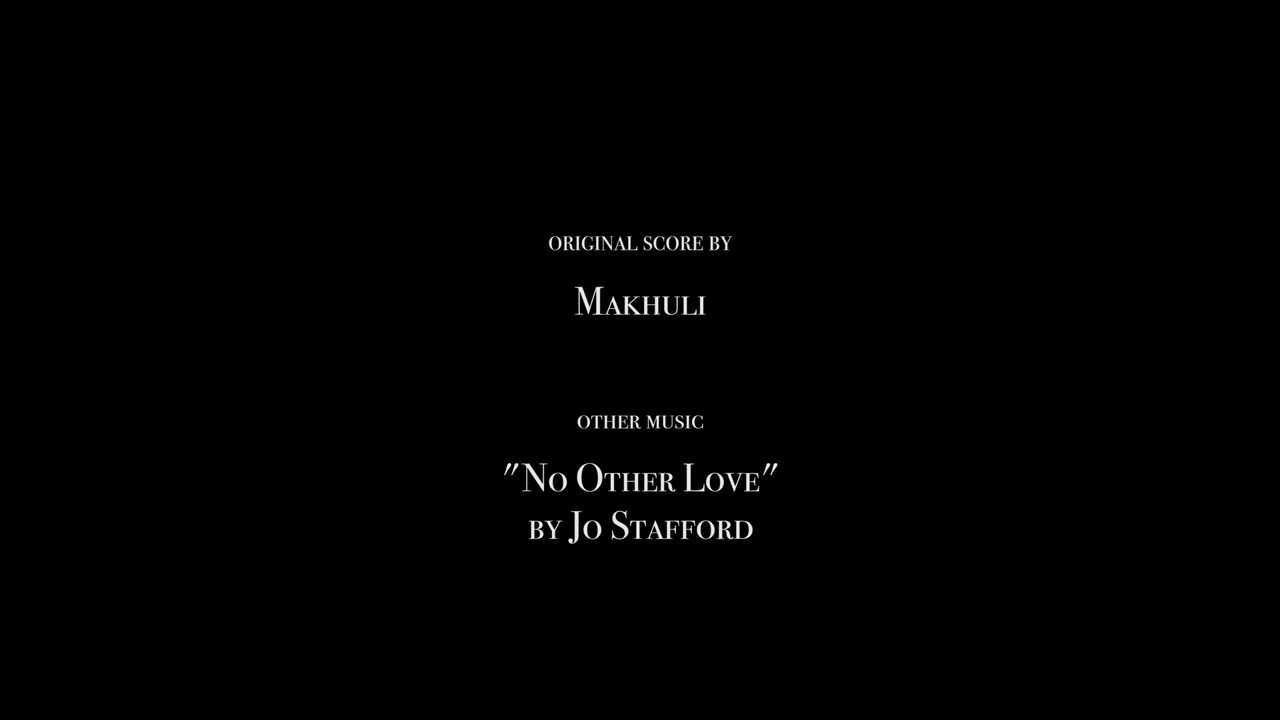 ORIGINAL SCORE BY
MAKHULI
OTHER MUSIC
"NO OTHER LOVE"
BY JO STAFFORD